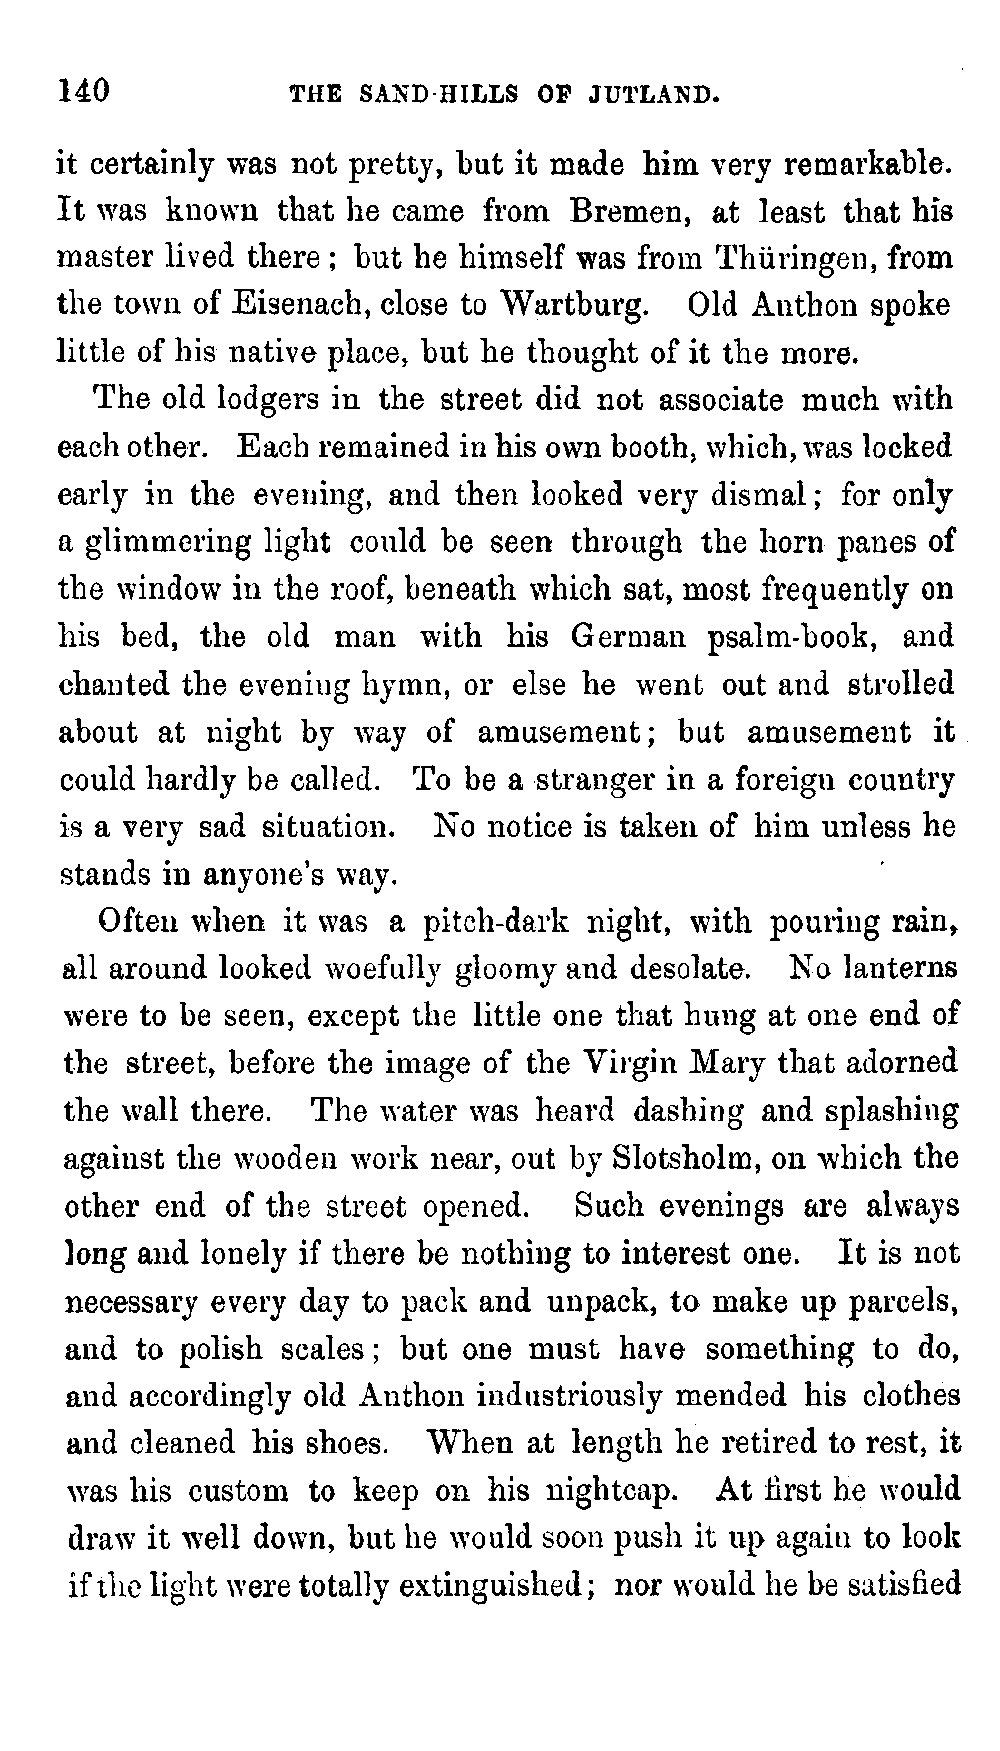 140 THE SAND-HILLS OF JUTLAND.
it certainly was not pretty, but it made him very remarkable.
It was known that he came from Bremen, at least that his
master lived there; but he himself was from Thüringen, from
the town of Eisenach, close to Wartburg. Old Anthon spoke
little of his native place, but he thought of it the more.
The old lodgers in the street did not associate much with
each other. Each remained in his own booth, which, was locked
early in the evening, and then looked very dismal; for only
a glimmering light could be seen through the horn panes of
the window in the roof, beneath which sat, most frequently on
his bed, the old man with his German psalm-book, and
chanted the evening hymn, or else he went out and strolled
about at night by way of amusement; but amusement it
could hardly be called. To be a stranger in a foreign country
is a very sad situation. No notice is taken of him unless he
stands in anyone's way.
Often when it was a pitch-dark night, with pouring rain,
all around looked woefully gloomy and desolate. No lanterns
were to be seen, except the little one that hung at one end of
the street, before the image of the Virgin Mary that adorned
the wall there. The water was heard dashing and splashing
against the wooden work near, out by Slotsholm, on which the
other end of the street opened. Such evenings are always
long and lonely if there be nothing to interest one. It is not
necessary every day to pack and unpack, to make up parcels,
and to polish scales; but one must have something to do,
and accordingly old Anthon industriously mended his clothes
and cleaned his shoes. When at length he retired to rest, it
was his custom to keep on his nightcap. At first he would
draw it well down, but he would soon push it up again to look
if the light were totally extinguished; nor would he be satisfied